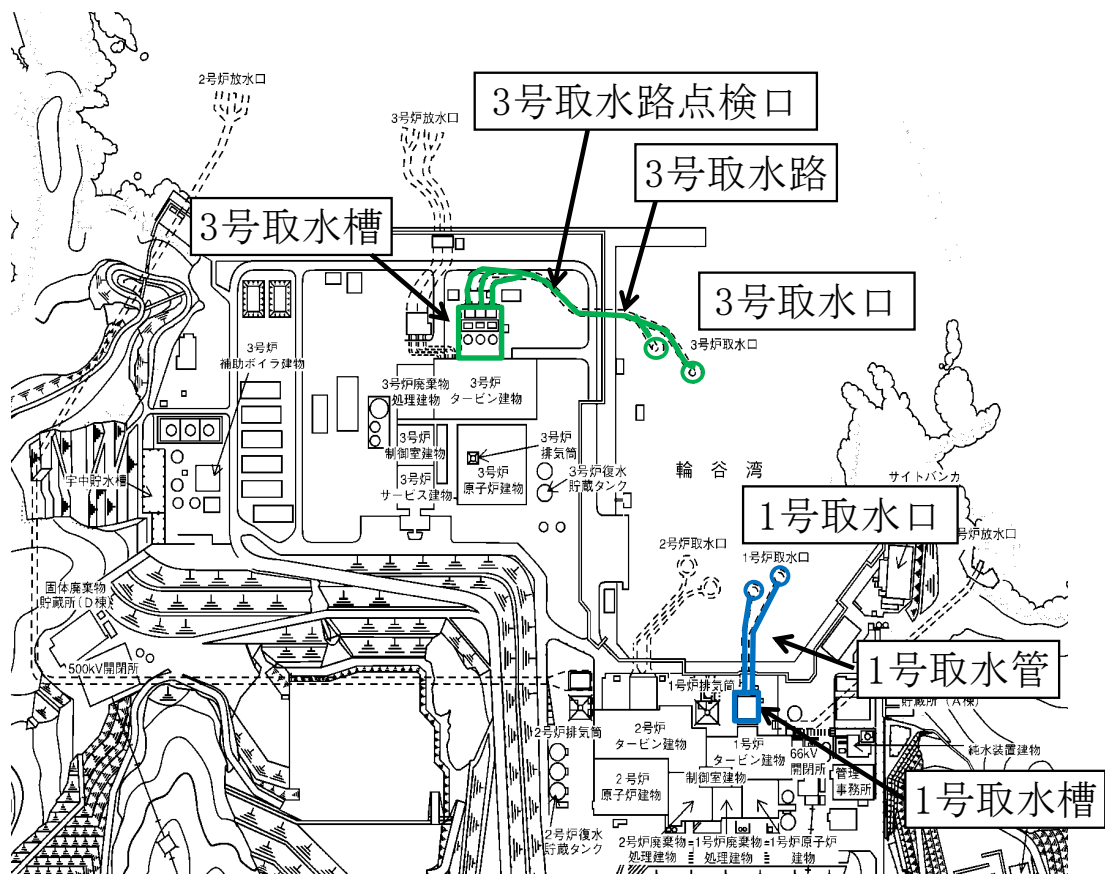 2号炉放水口
3号取水路点検口
3号炉放水口
3号取水路
3号取水槽
3号取水口
3号炉取水口
3号炉
補助ボイラ建物
3号炉廃棄物
処理建物
3号炉
タービン建物
3号炉
制御室建物
3号炉
排気筒
3号炉
原子炉建物
3号炉復水
貯蔵タンク
3号炉
サービス建物
輪谷湾
サイトバンカ
宇中貯水槽
1号取水口
号炉放水口
2号炉取水口
1号炉取水口
固体廃棄物
貯蔵所(D棟)
500kV開閉所
1号取水管
1号炉排気筒
貯蔵所(A棟)
2号炉排気筒
2号炉
タービン建物
1号炉
タービン建物
66kV
開閉所
純水装置建物
管理
事務所
2号炉
原子炉建物
制御室建物
1号取水槽
2号炉復水
貯蔵タンク
2号炉廃棄物
処理建物
1号炉廃棄物
処理建物
1号炉原子炉
建物